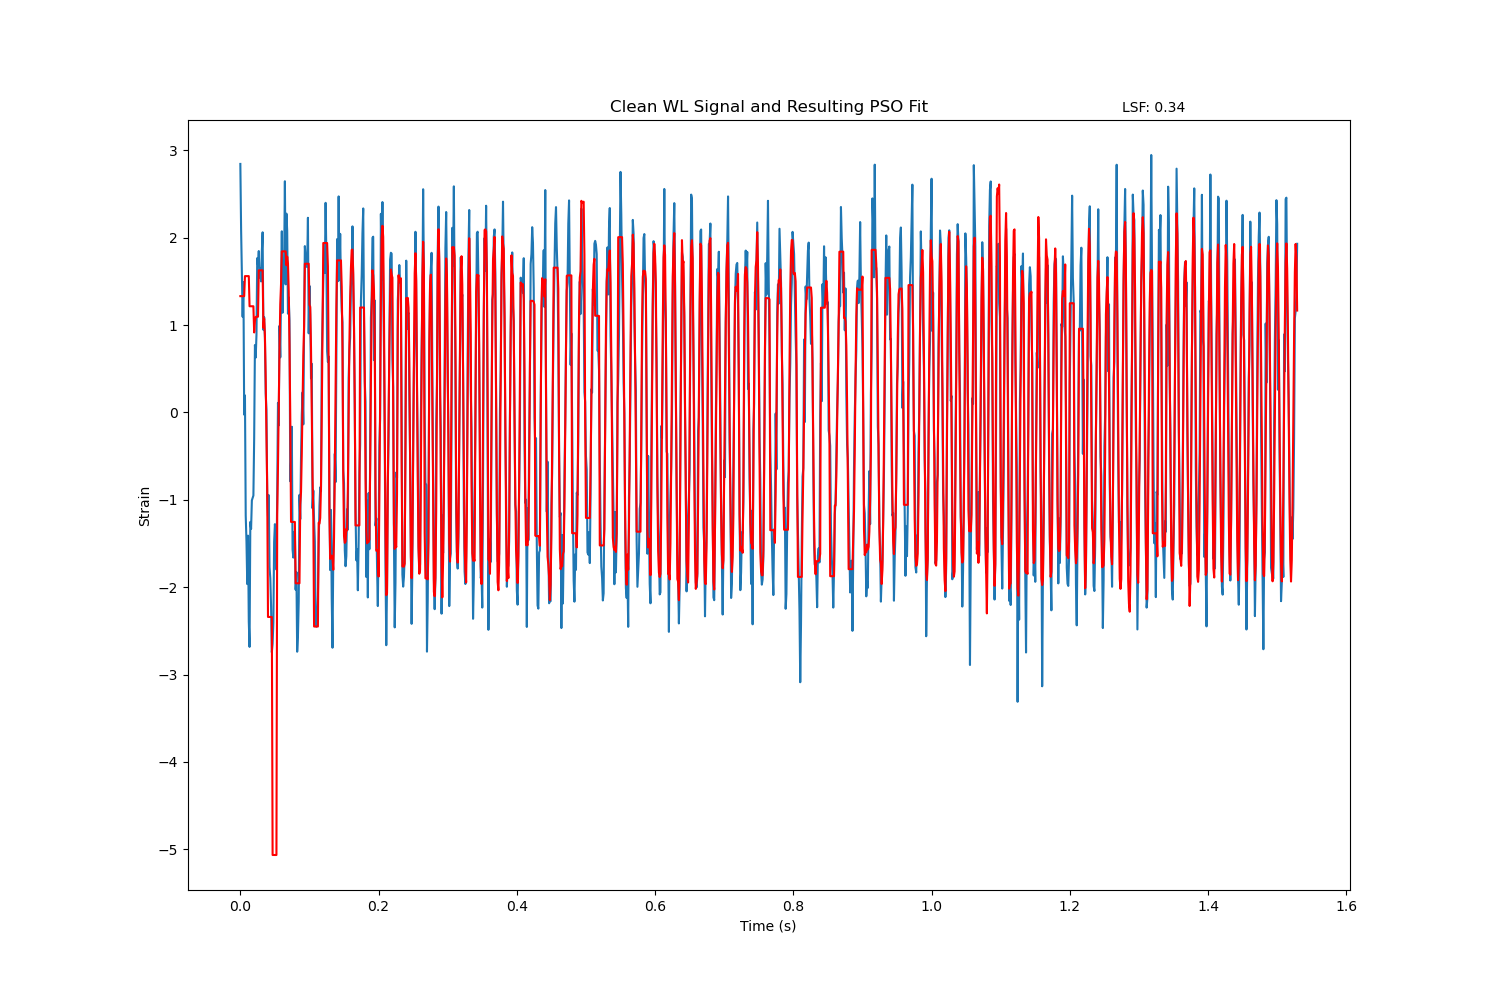 Clean WL Signal and Resulting PSO Fit
LSF: 0.34
3
2
1
0
−1
−2
−3
−4
−5
Strain
0.0 0.2 0.4 0.6 0.8 1.0 1.2 1.4 1.6
Time (s)